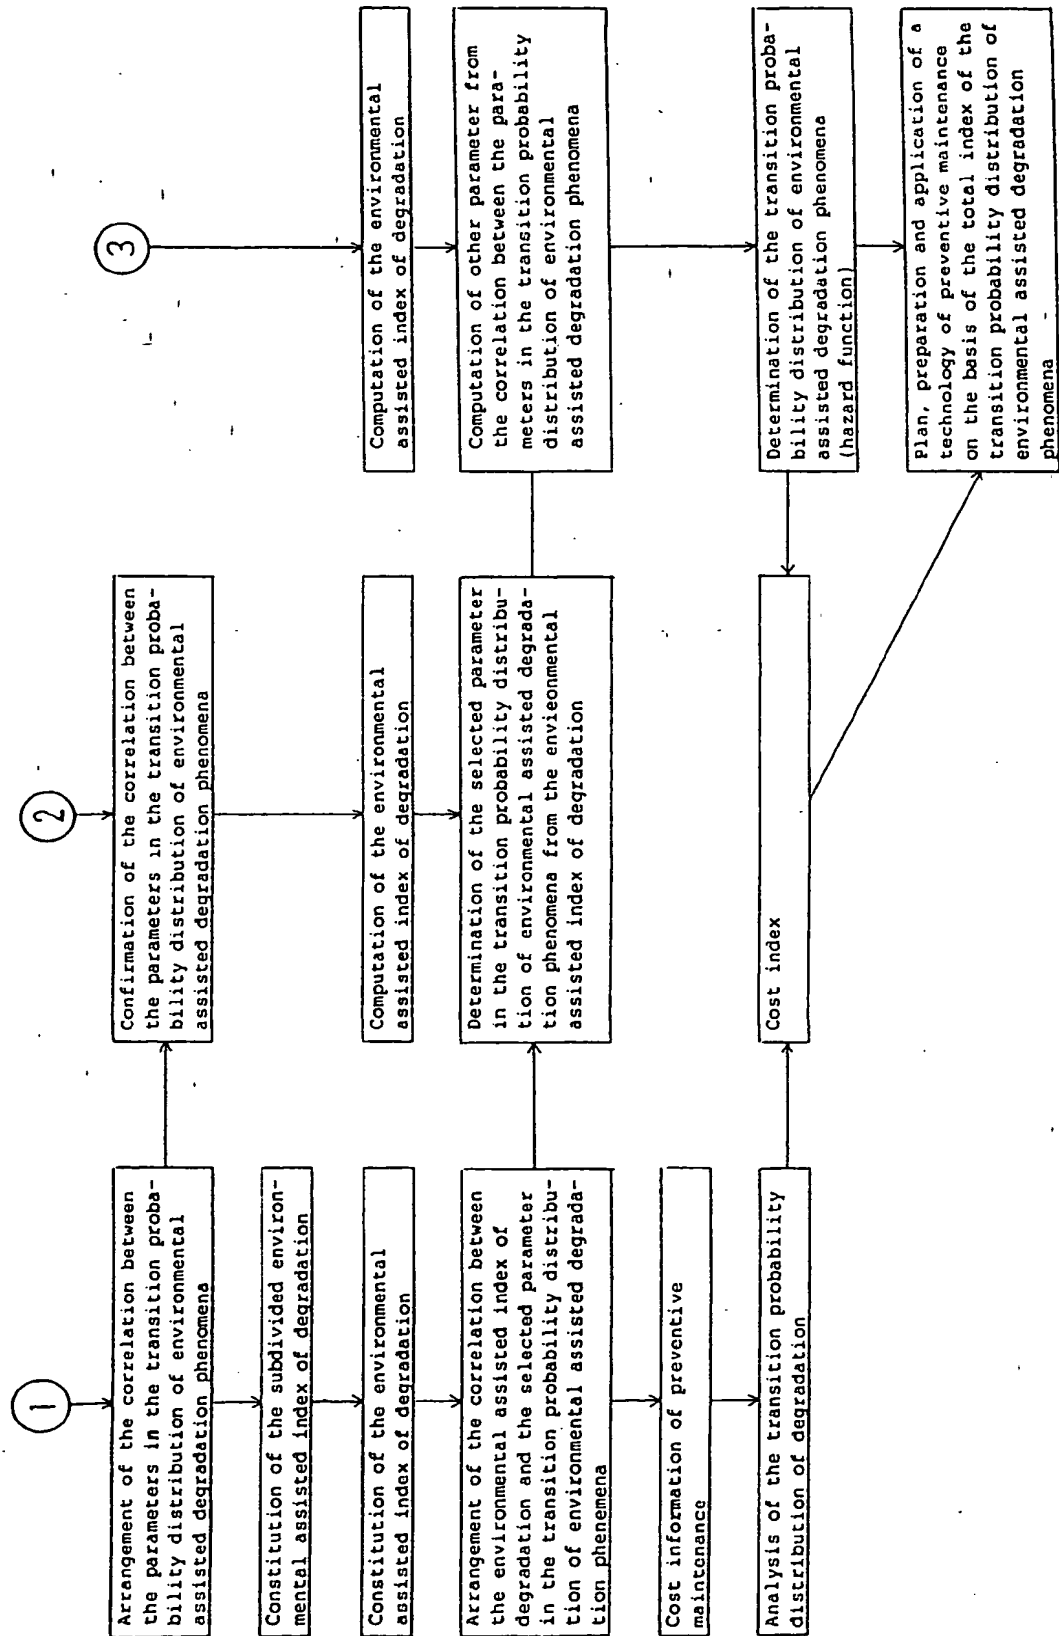 1
Arrangement of the correlation between
the parameters in the transition proba-
bility distribution of environmental
assisted degradation phenomena
Constitution of the subdivided environ-
mental assisted index of degradation
Constitution of the environmental
assisted index of degradation
Arrangement of the correlation between
the environmental assisted index of
degradation and the selected parameter
in the transition probability distribu-
tion of environmental assisted degrada-
tion phenemena
Cost information of preventive
maintenance
Analysis of the transition probability
distribution of degradation
2
Confirmation of the correlation between
the parameters in the transition proba-
bility distribution of environmental
assisted degradation phenomena
Computation of the environmental
assisted index of degradation
Determination of the selected parameter
in the transition probability distribu-
tion of environmental assisted degrada-
tion phenomena from the envieonmental
assisted index of degradation
Cost index
3
Computation of the environmental
assisted index of degradation
Computation of other parameter from
the correlation between the para-
meters in the transition probability
distribution of environmental
assisted degradation phenomena
Determination of the transition proba-
bility distribution of environmental
assisted degradation phenomena
(hazard function)
Plan, preparation and application of a
technology of preventive maintenance
on the basis of the total index of the
transition probability distribution of
environmental assisted degradation
phenomena